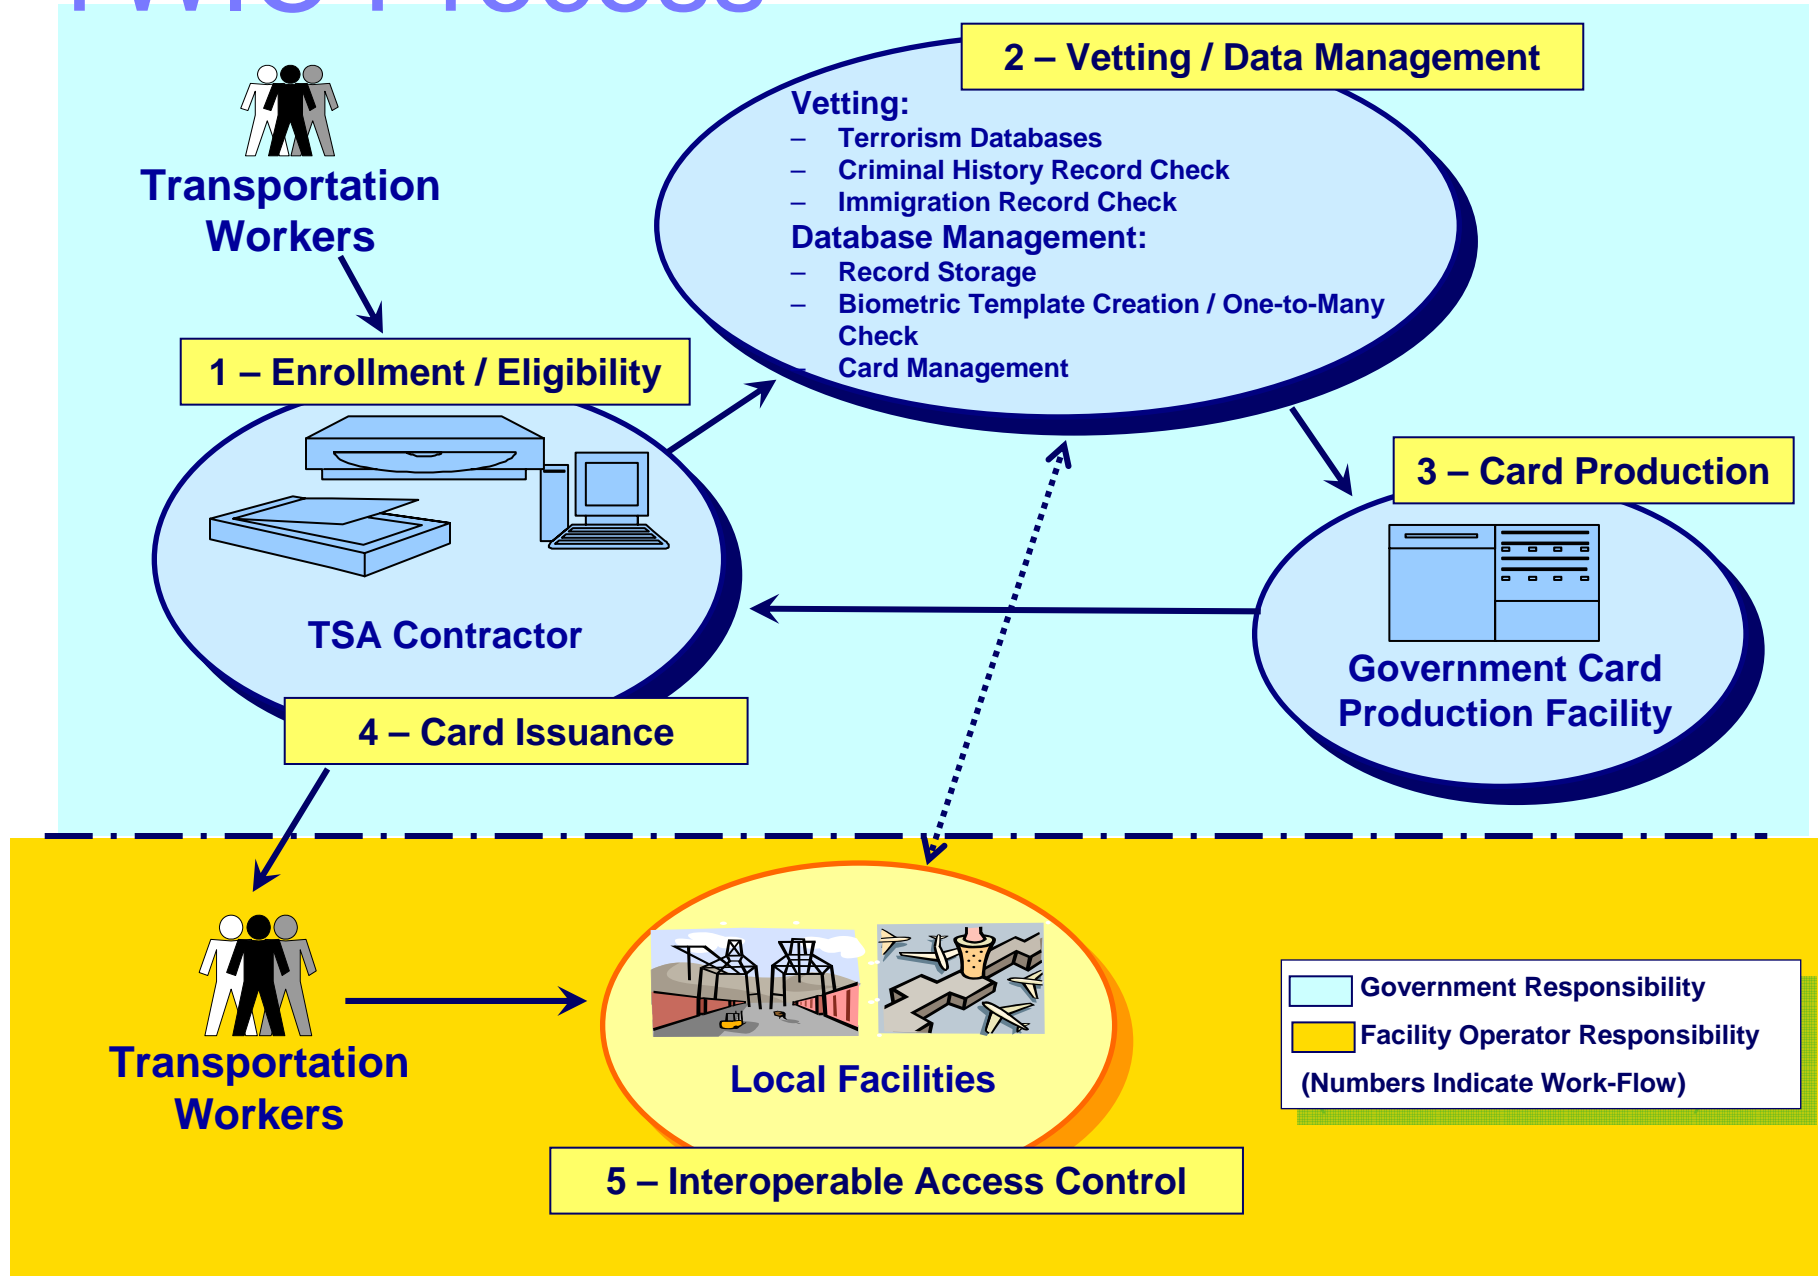 TWIC Process
2 – Vetting / Data Management
Vetting:
– Terrorism Databases
– Criminal History Record Check
– Immigration Record Check
Database Management:
– Record Storage
– Biometric Template Creation / One-to-Many
Check
– Card Management
Transportation
Workers
1 – Enrollment / Eligibility
TSA Contractor
3 – Card Production
Government Card
Production Facility
4 – Card Issuance
Transportation
Workers
Local Facilities
5 – Interoperable Access Control
Government Responsibility
Facility Operator Responsibility
(Numbers Indicate Work-Flow)